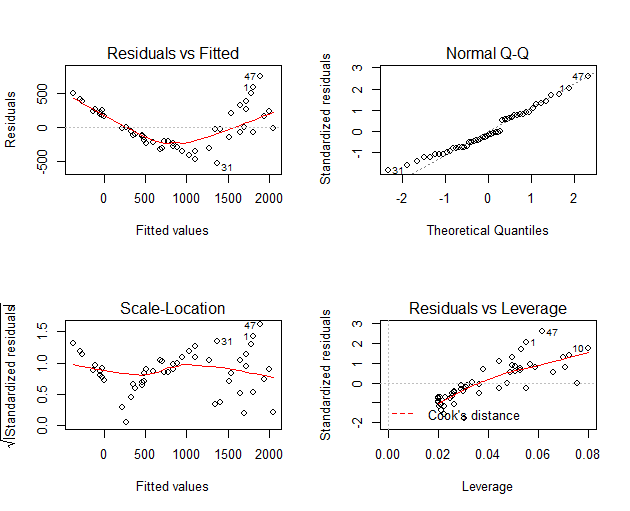 Residuals vs Fitted
Residuals
-500 0 500
47
1
31
0 500 1000 1500 2000
Fitted values
Normal Q-Q
Standardized residuals
-1 0 1 2 3
47
1
31
-2 -1 0 1 2
Theoretical Quantiles
Scale-Location
√|Standardized residuals|
0.0 0.5 1.0 1.5
47
1
31
0 500 1000 1500 2000
Fitted values
Residuals vs Leverage
Standardized residuals
-2 0 1 2 3
47
1
10
Cook's distance
0.00 0.02 0.04 0.06 0.08
Leverage